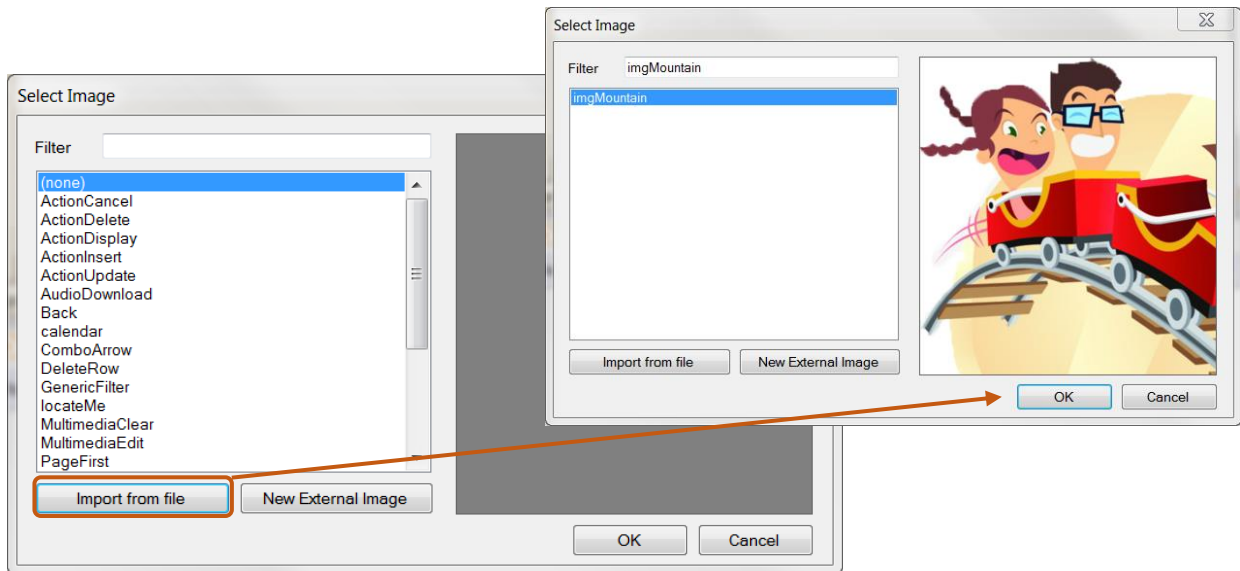 Select Image
Filter
(none)
ActionCancel
ActionDelete
ActionDisplay
ActionInsert
ActionUpdate
AudioDownload
Back
calendar
ComboArrow
DeleteRow
GenericFilter
locateMe
MultimediaClear
MultimediaEdit
PageFirst
Import from file New External Image
OK Cancel
Select Image
Filter imgMountain
imgMountain
Import from file New External Image
OK Cancel